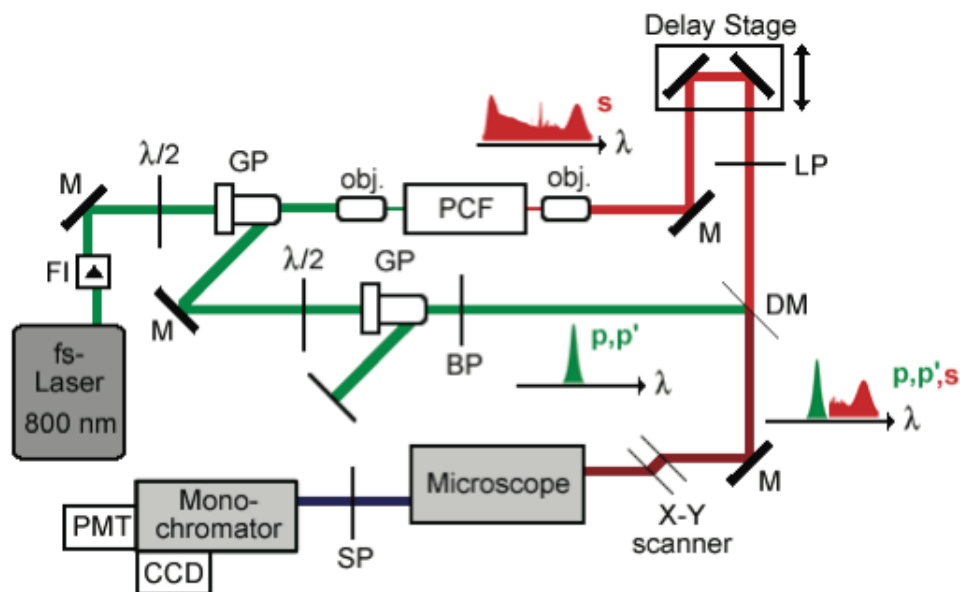 Delay Stage
s
λ
LP
λ/2
GP
obj.
PCF
obj.
M
M
FI
λ/2
GP
M
BP
DM
p,p'
λ
p,p',s
λ
fs-
Laser
800 nm
M
Microscope
X-Y
scanner
Mono-
chromator
PMT
SP
CCD